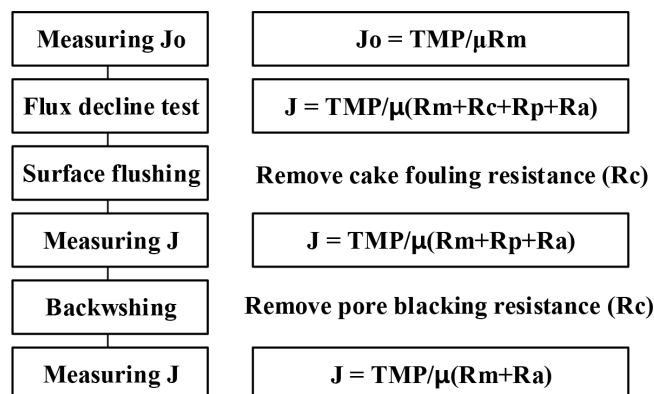 Measuring Jo
Jo = TMP/μRm
Flux decline test
J = TMP/μ(Rm+Rc+Rp+Ra)
Surface flushing
Remove cake fouling resistance (Rc)
Measuring J
J = TMP/μ(Rm+Rp+Ra)
Backwshing
Remove pore blacking resistance (Rc)
Measuring J
J = TMP/μ(Rm+Ra)